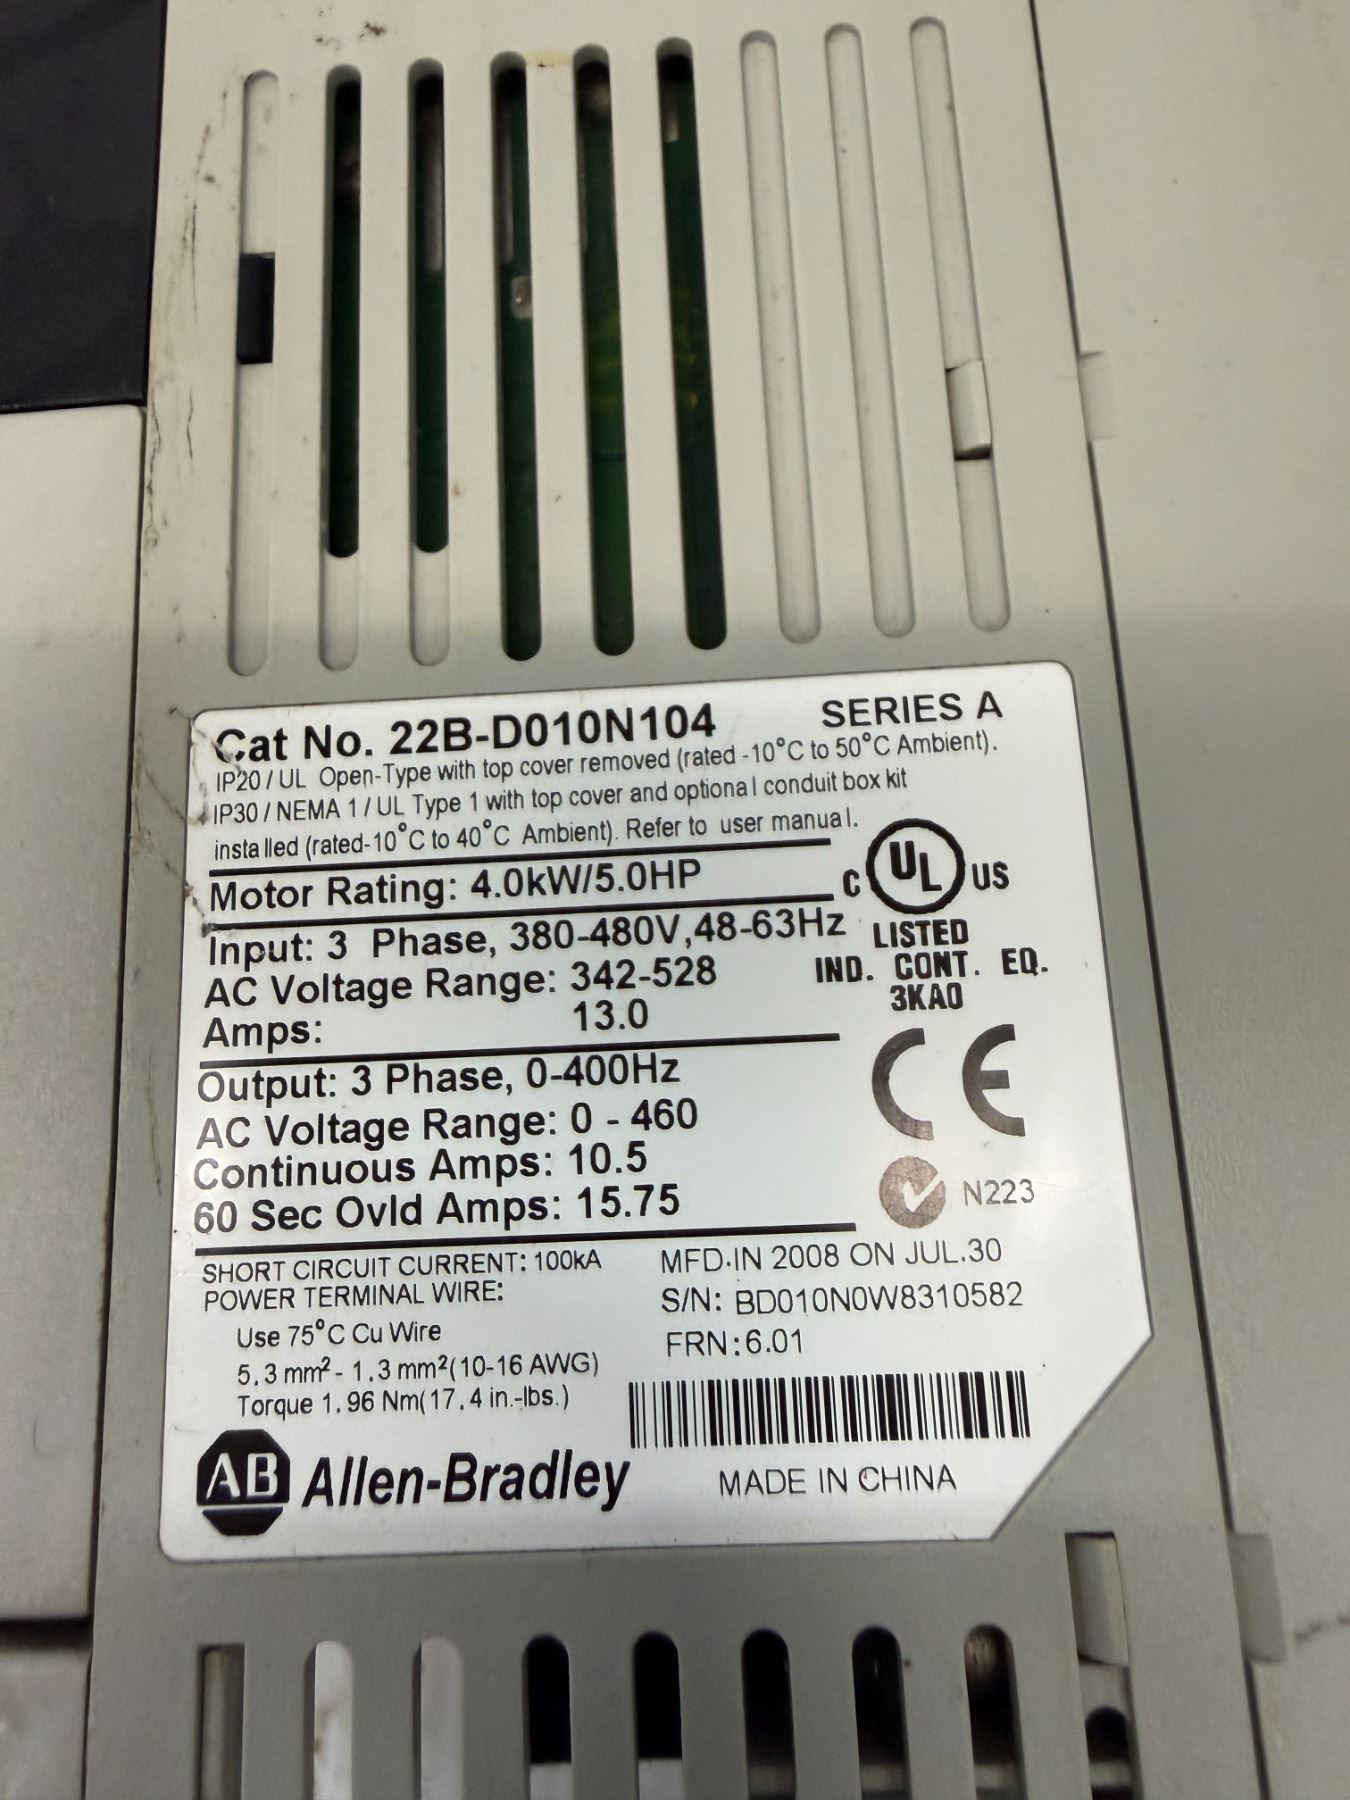 Cat No. 22B-D010N104 SERIES A
IP20 / UL Open-Type with top cover removed (rated -10°C to 50°C Ambient).
IP30 / NEMA 1 / UL Type 1 with top cover and optional conduit box kit
installed (rated-10°C to 40°C Ambient). Refer to user manual.
Motor Rating: 4.0kW/5.0HP
C UL US
LISTED
IND. CONT. EQ.
3KA0
Input: 3 Phase, 380-480V,48-63Hz
AC Voltage Range: 342-528
Amps: 13.0
CE
Output: 3 Phase, 0-400Hz
AC Voltage Range: 0 - 460
Continuous Amps: 10.5
60 Sec Ovld Amps: 15.75
N223
SHORT CIRCUIT CURRENT: 100kA
POWER TERMINAL WIRE:
Use 75°C Cu Wire
5.3 mm² - 1.3 mm²(10-16 AWG)
Torque 1.96 Nm(17.4 in.-lbs.)
MFD.IN 2008 ON JUL.30
S/N: BD010N0W8310582
FRN:6.01
AB Allen-Bradley
MADE IN CHINA